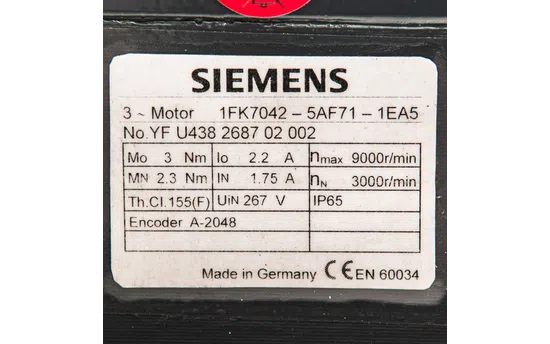 SIEMENS
3 ~ Motor 1FK7042 - 5AF71 - 1EA5
No.YF U438 2687 02 002
Mo 3 Nm Io 2.2 A nmax 9000r/min
MN 2.3 Nm IN 1.75 A nN 3000r/min
Th.Cl.155(F) UiN 267 V IP65
Encoder A-2048
Made in Germany CE EN 60034